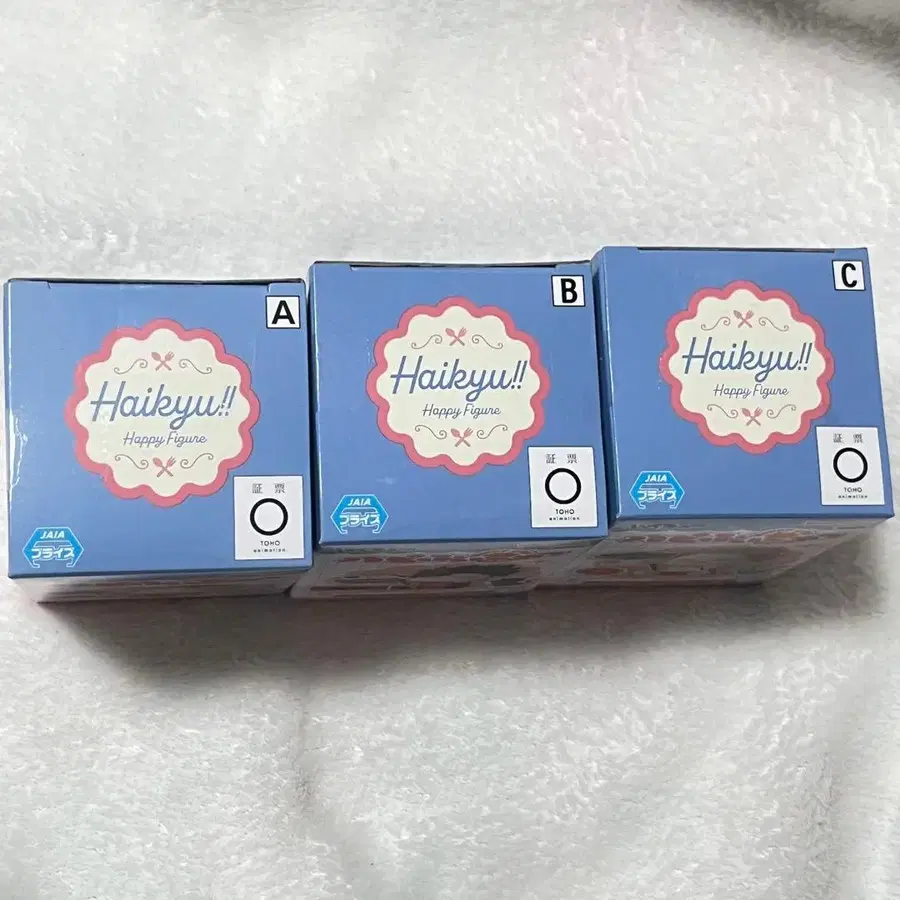 A
Haikyu!!
Happy Figure
JAIA
プライズ
証 票
TOHO
animation
B
Haikyu!!
Happy Figure
JAIA
プライズ
証 票
TOHO
animation
C
Haikyu!!
Happy Figure
JAIA
プライズ
証 票
TOHO
animation